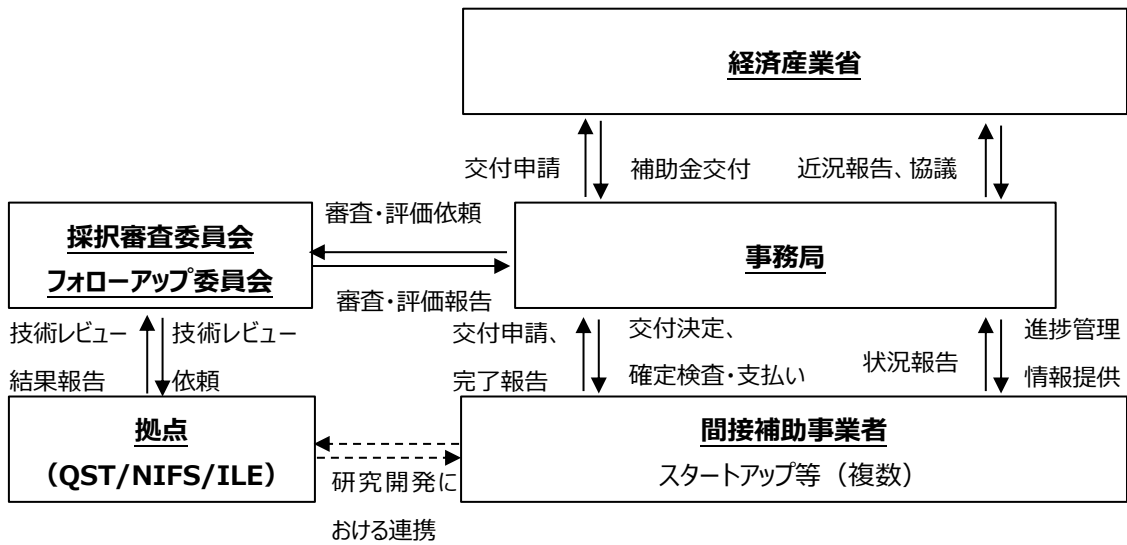 経済産業省
交付申請
補助金交付
近況報告、協議
採択審査委員会
フォローアップ委員会
審査・評価依頼
審査・評価報告
事務局
技術レビュー
結果報告
技術レビュー
依頼
交付申請、
完了報告
交付決定、
確定検査・支払い
状況報告
進捗管理
情報提供
拠点
（QST/NIFS/ILE）
研究開発に
おける連携
間接補助事業者
スタートアップ等（複数）